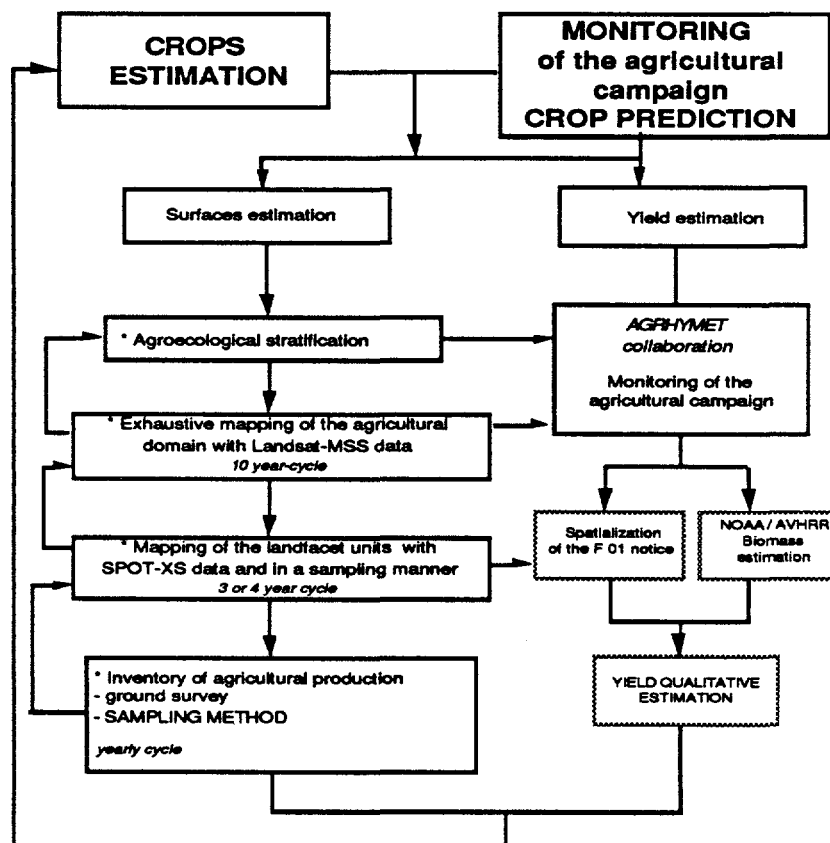 CROPS
ESTIMATION
MONITORING
of the agricultural
campaign
CROP PREDICTION
Surfaces estimation
Yield estimation
* Agroecological stratification
AGRHYMET
collaboration
Monitoring of the
agricultural campaign
* Exhaustive mapping of the agricultural
domain with Landsat-MSS data
10 year-cycle
* Mapping of the landfacet units with
SPOT-XS data and in a sampling manner
3 or 4 year cycle
Spatialization
of the F 01 notice
NOAA / AVHRR
Biomass
estimation
* Inventory of agricultural production
- ground survey
- SAMPLING METHOD
yearly cycle
YIELD QUALITATIVE
ESTIMATION